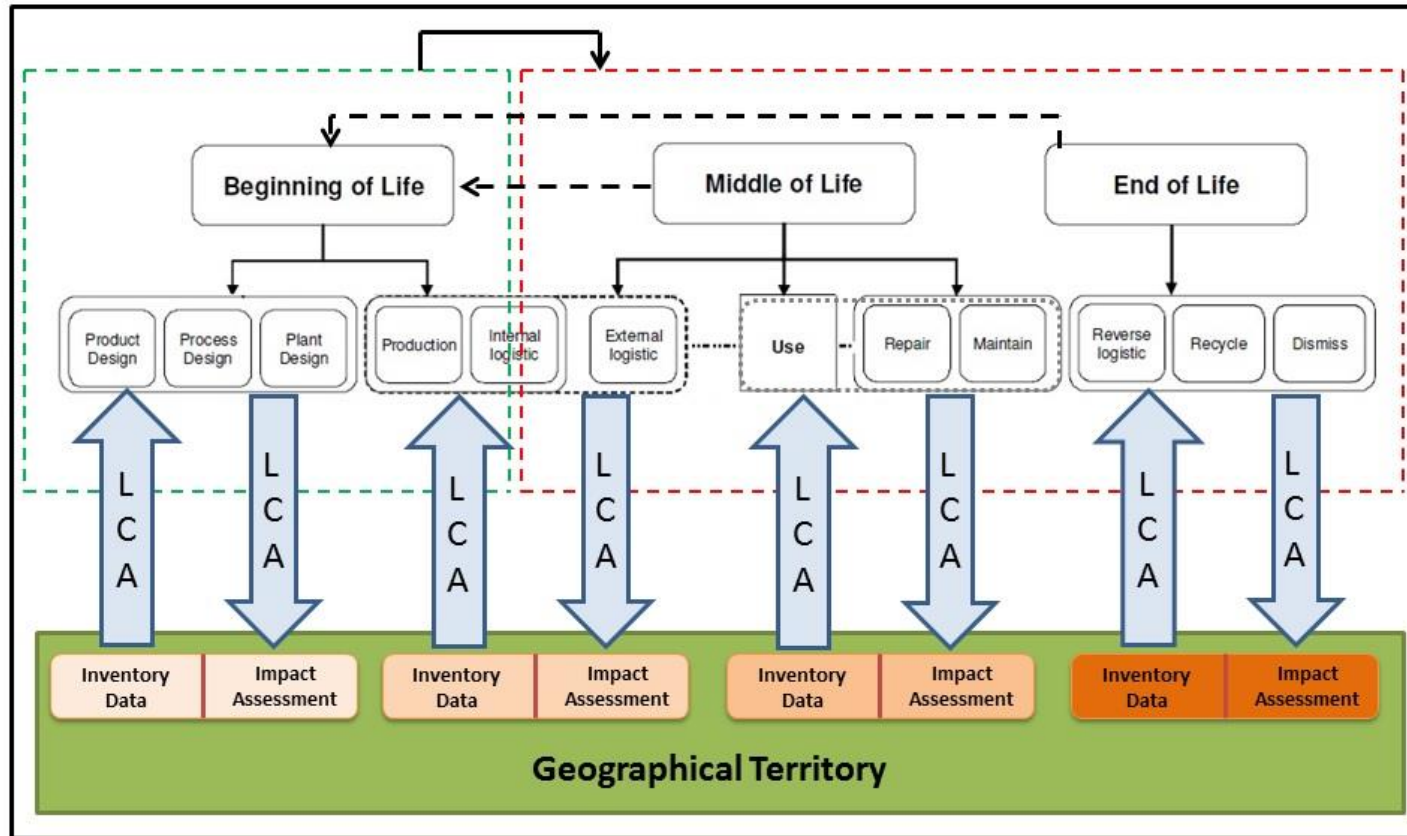 Beginning of Life
Middle of Life
End of Life
Product
Design
Process
Design
Plant
Design
Production
Internal
logistic
External
logistic
Use
Repair
Maintain
Reverse
logistic
Recycle
Dismiss
L
C
A
L
C
A
L
C
A
L
C
A
L
C
A
L
C
A
L
C
A
L
C
A
Inventory
Data
Impact
Assessment
Inventory
Data
Impact
Assessment
Inventory
Data
Impact
Assessment
Inventory
Data
Impact
Assessment
Geographical Territory